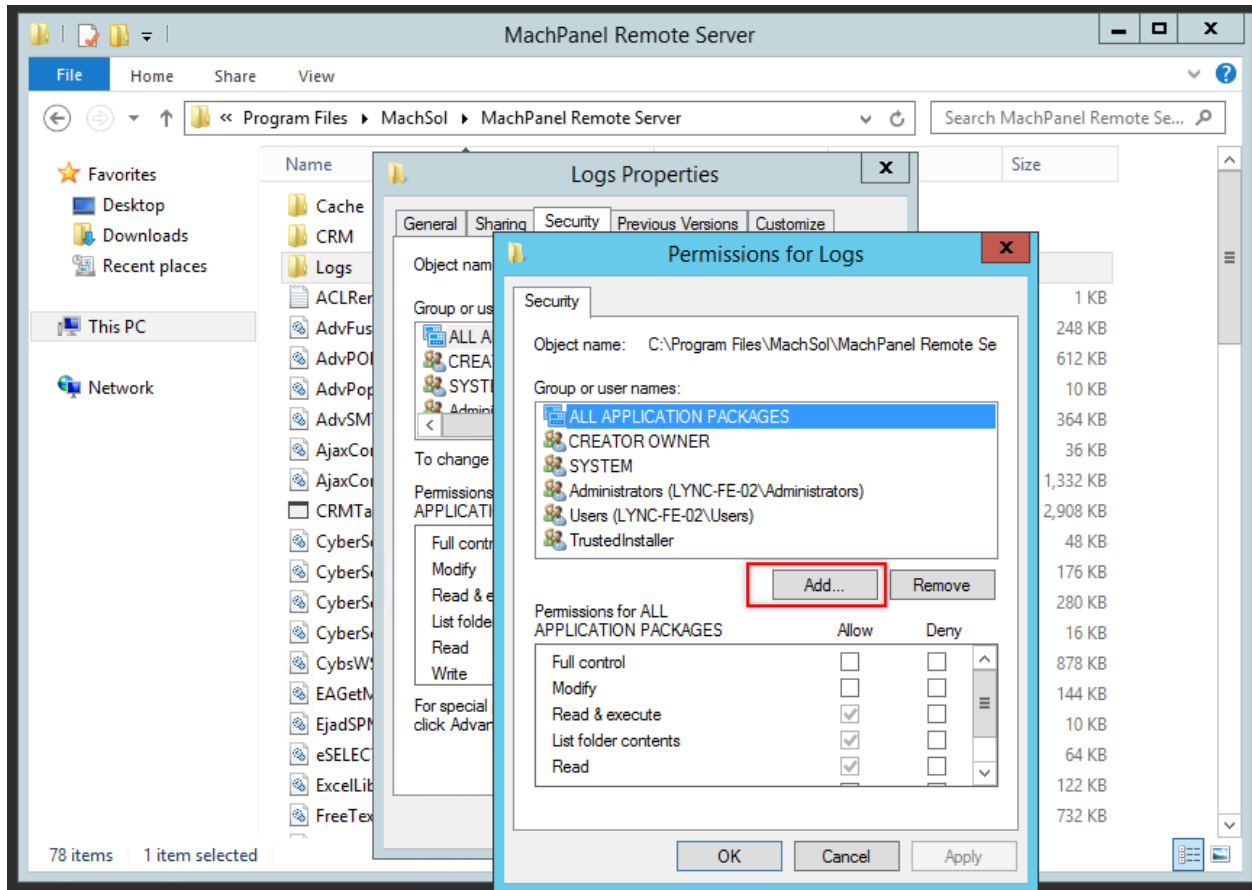 MachPanel Remote Server
File Home Share View
« Program Files MachSol MachPanel Remote Server
Search MachPanel Remote Se...
Favorites
Desktop
Downloads
Recent places
This PC
Network
Name Size
Cache
CRM
Logs
ACLRer 1 KB
AdvFus 248 KB
AdvPOI 612 KB
AdvPop 10 KB
AdvSM 364 KB
AjaxCor 36 KB
AjaxCor 1,332 KB
CRMTa 2,908 KB
CyberSe 48 KB
CyberSe 176 KB
CyberSe 280 KB
CyberSe 16 KB
CybsWS 878 KB
EAGetM 144 KB
EjadSPN 10 KB
eSELEC 64 KB
ExcelLib 122 KB
FreeTex 732 KB
78 items 1 item selected
Logs Properties
General Sharing Security Previous Versions Customize
Object nam
Group or us
ALL A
CREA
SYSTE
Admini
To change
Permissions
APPLICATI
Full contr
Modify
Read & e
List folde
Read
Write
For special
click Advan
Permissions for Logs
Security
Object name: C:\Program Files\MachSol\MachPanel Remote Se
Group or user names:
ALL APPLICATION PACKAGES
CREATOR OWNER
SYSTEM
Administrators (LYNC-FE-02\Administrators)
Users (LYNC-FE-02\Users)
TrustedInstaller
Add... Remove
Permissions for ALL
APPLICATION PACKAGES Allow Deny
Full control
Modify
Read & execute
List folder contents
Read
OK Cancel Apply